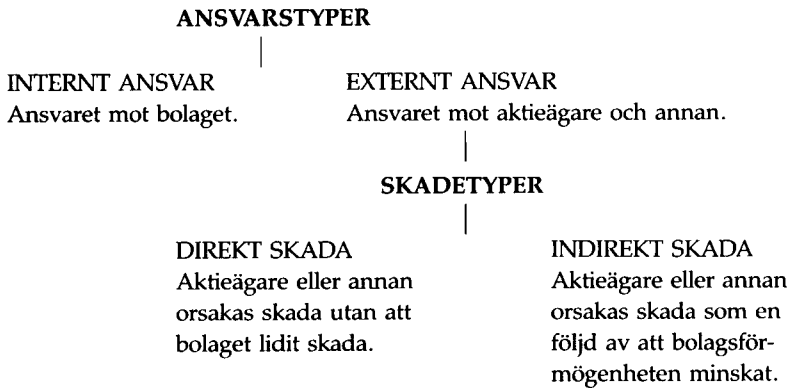 ANSVARSTYPER
INTERNT ANSVAR
Ansvaret mot bolaget.
EXTERNT ANSVAR
Ansvaret mot aktieägare och annan.
SKADETYPER
DIREKT SKADA
Aktieägare eller annan
orsakas skada utan att
bolaget lidit skada.
INDIREKT SKADA
Aktieägare eller annan
orsakas skada som en
följd av att bolagsför-
mögenheten minskat.